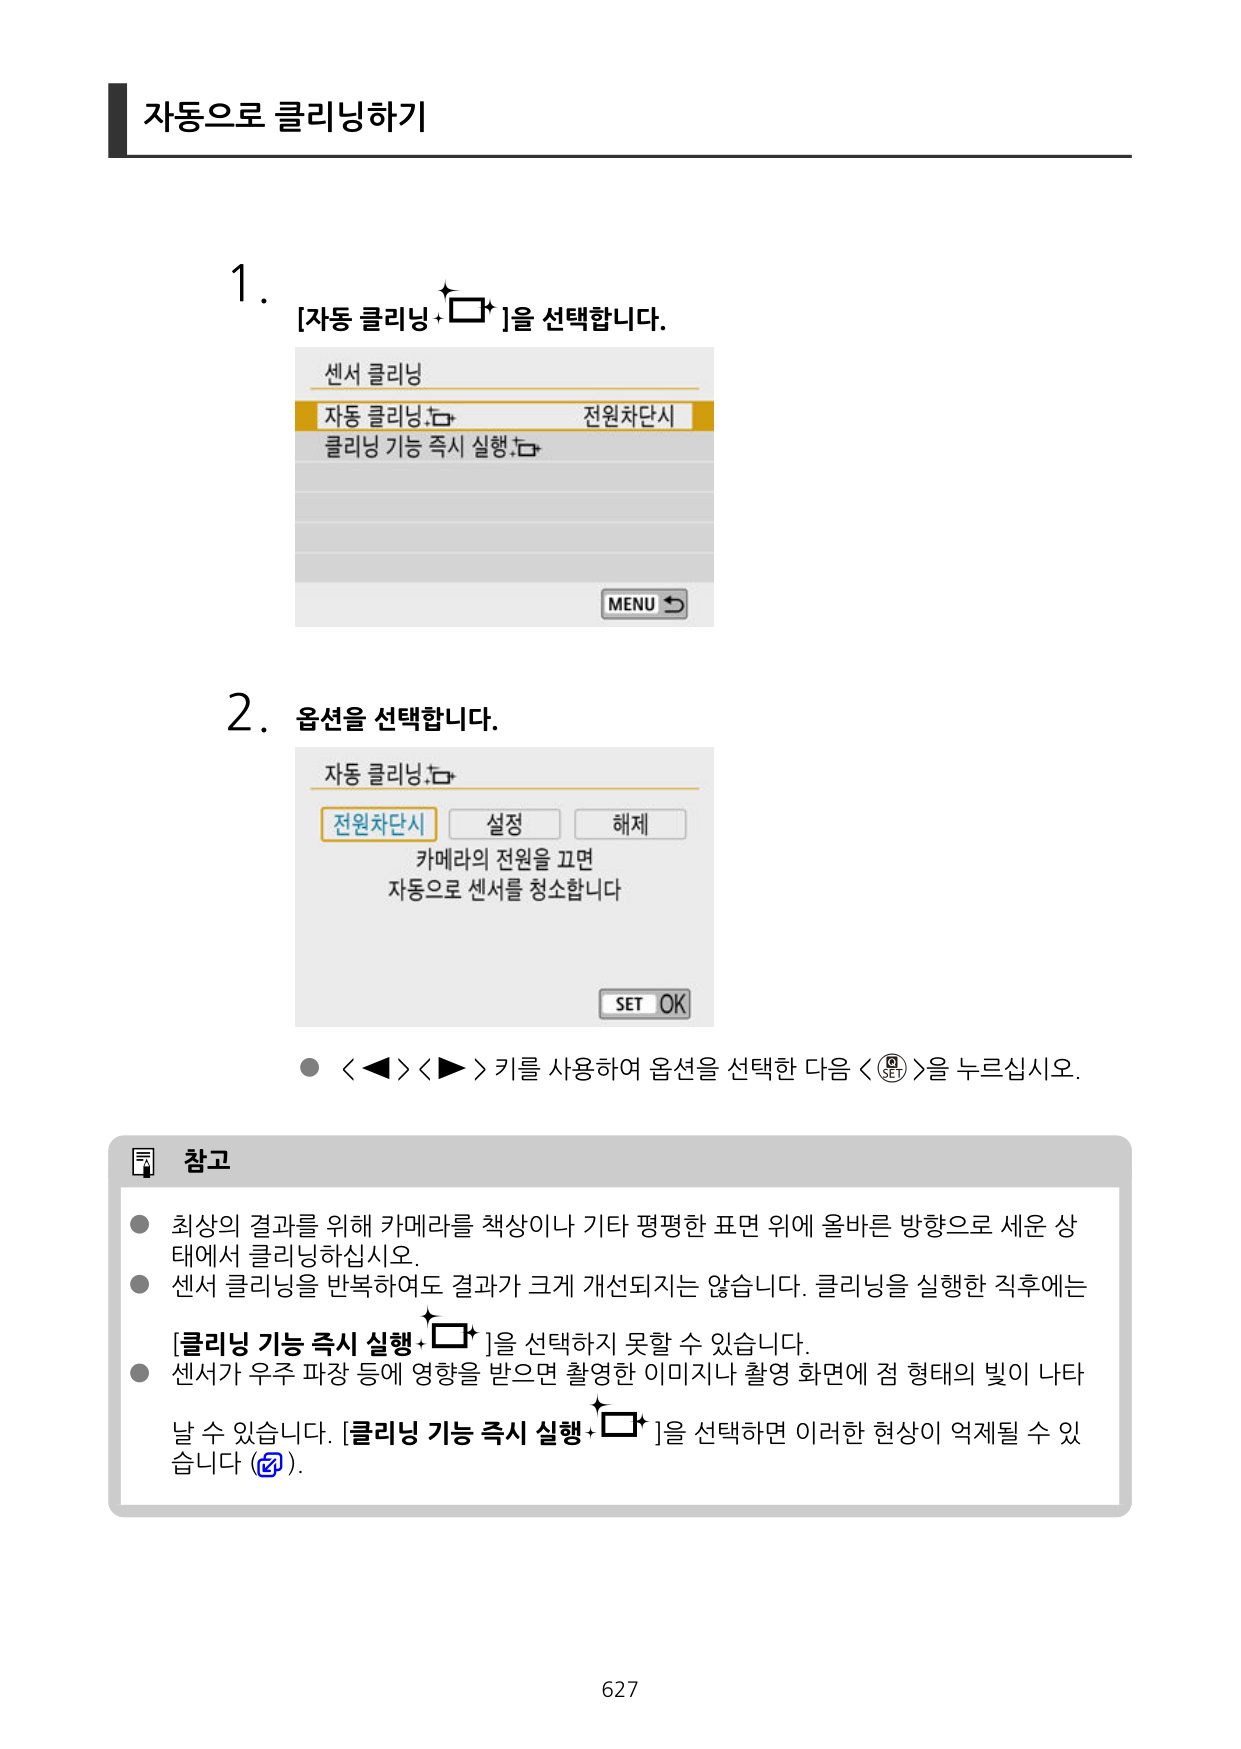 자동으로 클리닝하기
1.
[자동 클리닝]을 선택합니다.
센서 클리닝
자동 클리닝 전원차단시
클리닝 기능 즉시 실행
MENU
2. 옵션을 선택합니다.
자동 클리닝
전원차단시 설정 해제
카메라의 전원을 끄면
자동으로 센서를 청소합니다
SET OK
● <◀><▶> 키를 사용하여 옵션을 선택한 다음 <Q SET>을 누르십시오.
참고
● 최상의 결과를 위해 카메라를 책상이나 기타 평평한 표면 위에 올바른 방향으로 세운 상
태에서 클리닝하십시오.
● 센서 클리닝을 반복하여도 결과가 크게 개선되지는 않습니다. 클리닝을 실행한 직후에는
[클리닝 기능 즉시 실행]을 선택하지 못할 수 있습니다.
● 센서가 우주 파장 등에 영향을 받으면 촬영한 이미지나 촬영 화면에 점 형태의 빛이 나타
날 수 있습니다. [클리닝 기능 즉시 실행]을 선택하면 이러한 현상이 억제될 수 있
습니다 ().
627